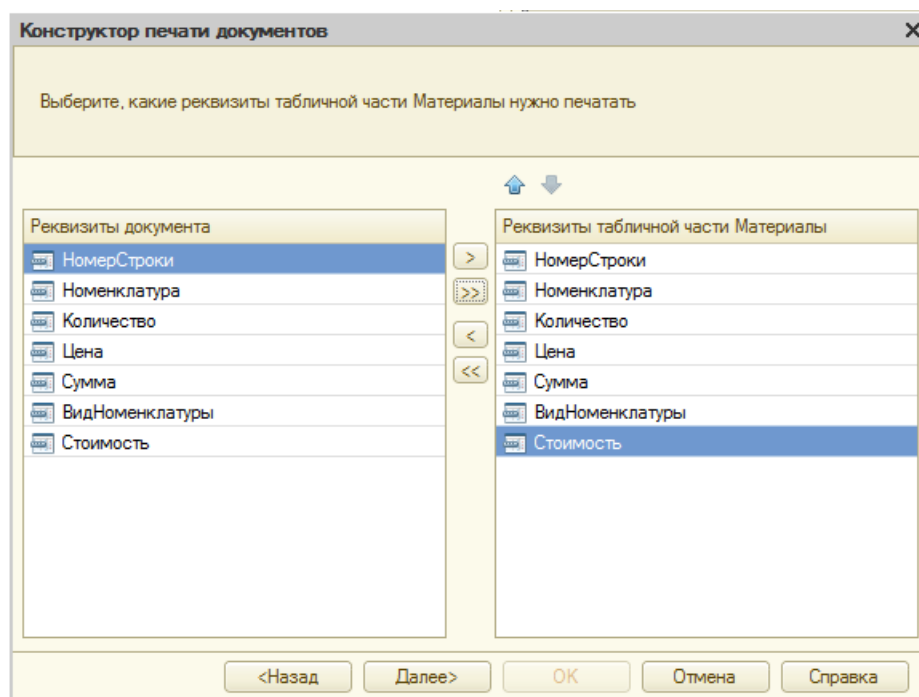 Конструктор печати документов
Выберите, какие реквизиты табличной части Материалы нужно печатать
Реквизиты документа
НомерСтроки
Номенклатура
Количество
Цена
Сумма
ВидНоменклатуры
Стоимость
>
>>
<
<<
Реквизиты табличной части Материалы
НомерСтроки
Номенклатура
Количество
Цена
Сумма
ВидНоменклатуры
Стоимость
<Назад
Далее>
ОК
Отмена
Справка